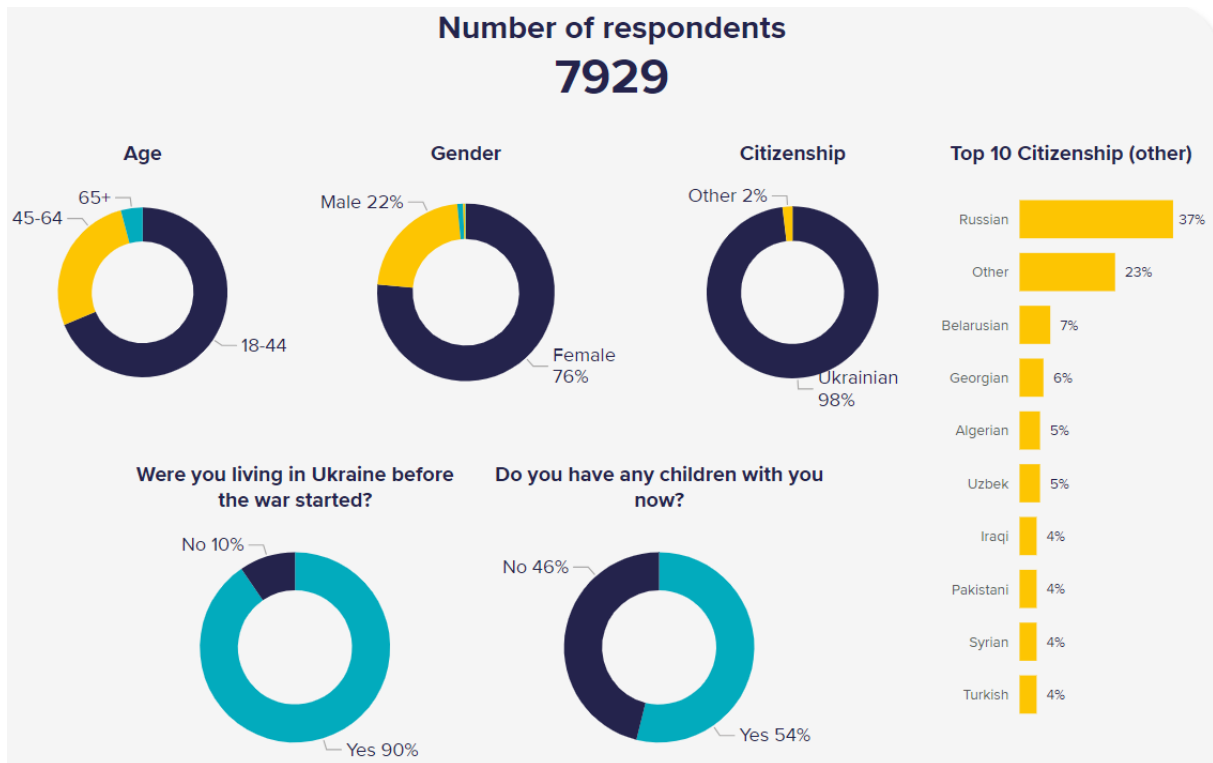 Number of respondents
7929
Age
65+
45-64
18-44
Gender
Male 22%
Female
76%
Citizenship
Other 2%
Ukrainian
98%
Top 10 Citizenship (other)
Russian 37%
Other 23%
Belarusian 7%
Georgian 6%
Algerian 5%
Uzbek 5%
Iraqi 4%
Pakistani 4%
Syrian 4%
Turkish 4%
Were you living in Ukraine before
the war started?
No 10%
Yes 90%
Do you have any children with you
now?
No 46%
Yes 54%